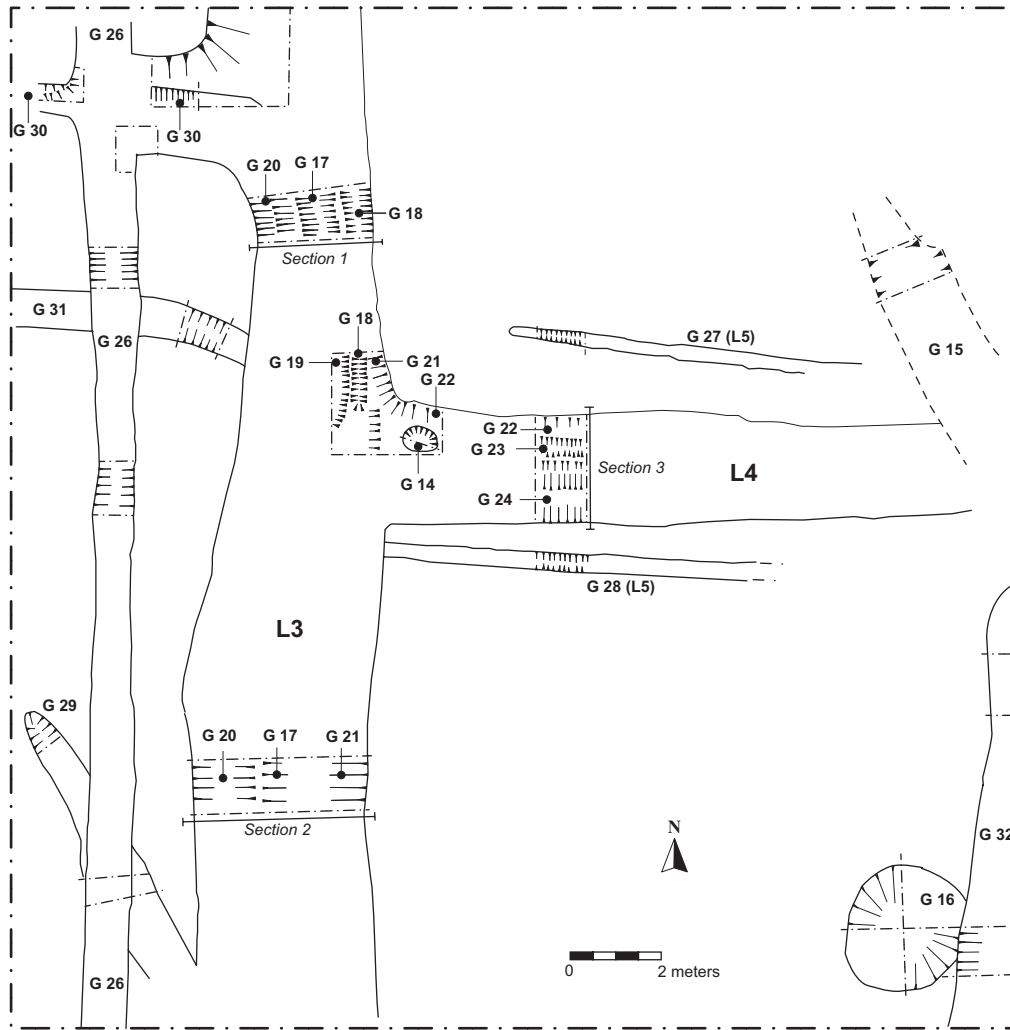 G 26
G 30
G 30
G 20
G 17
G 18
Section 1
G 31
G 26
G 18
G 19
G 21
G 22
G 27 (L5)
G 15
G 22
G 23
Section 3
L4
G 14
G 24
G 28 (L5)
L3
G 29
G 20
G 17
G 21
Section 2
N
G 32
G 16
0
2 meters
G 26